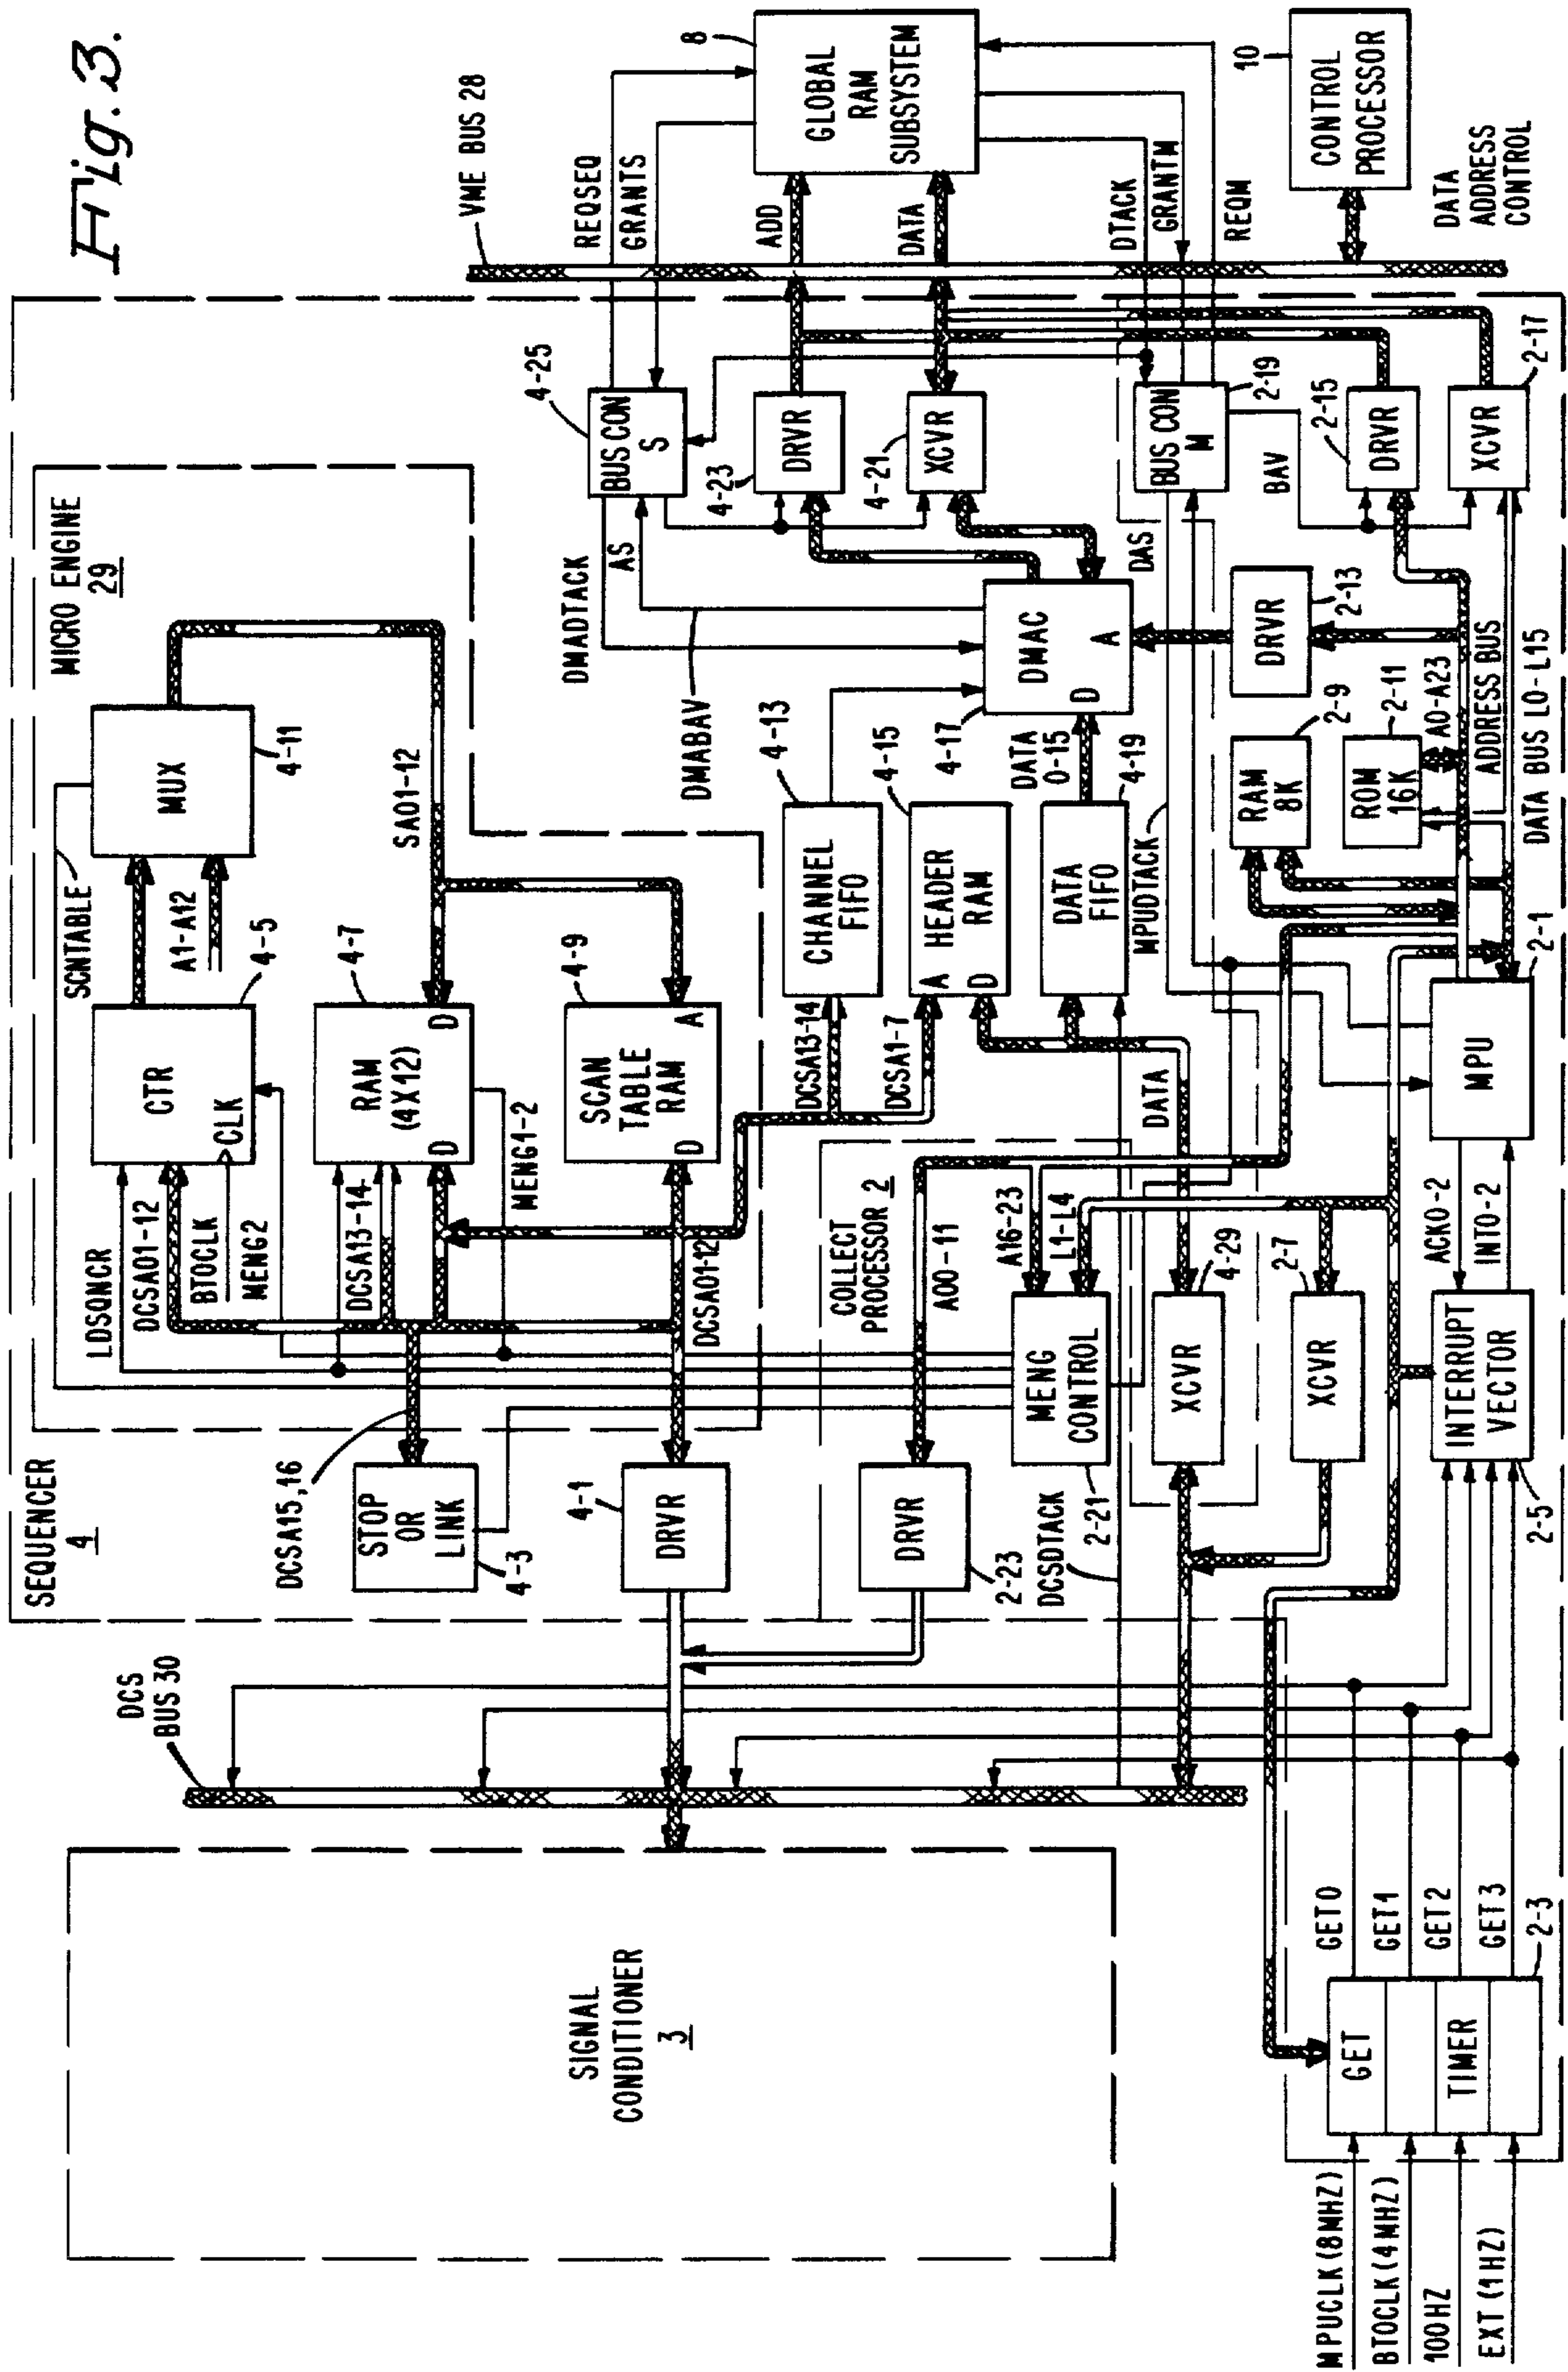 Fig. 3.
SEQUENCER
4
MICRO ENGINE
29
VME BUS 28
DCS
BUS 30
SIGNAL
CONDITIONER
3
SCNTABLE
LDSQNCR
DCSA01-12
BTOCLK
MENG2
CTR
CLK
4-5
A1-A12
MUX
4-11
DCSA15,16
STOP
OR
LINK
4-3
DCSA13-14
RAM
(4X12)
D
D
4-7
MENG1-2
SA01-12
4-1
DRVR
DCSA01-12
SCAN
TABLE
RAM
D
A
4-9
COLLECT
PROCESSOR 2
DRVR
2-23
A00-11
DCSA13-14
DCSA1-7
CHANNEL
FIFO
4-13
A
D
HEADER
RAM
4-15
DATA
FIFO
4-19
DATA
0-15
DMAC
D
A
4-17
DMADTACK
AS
DMABAV
BUS CON
S
4-25
DRVR
4-23
XCVR
4-21
REQSEQ
GRANTS
ADD
DATA
DTACK
GRANTM
REQM
GLOBAL
RAM
SUBSYSTEM
8
CONTROL
PROCESSOR
10
DATA
ADDRESS
CONTROL
DCSDTACK
MENG
CONTROL
2-21
A16-23
L1-L4
DATA
XCVR
4-29
XCVR
2-7
MPUDTACK
DAS
BUS CON
M
2-19
BAV
DRVR
2-15
XCVR
2-17
DRVR
2-13
RAM
8K
2-9
ROM
16K
2-11
A0-A23
ADDRESS BUS
DATA BUS L0-L15
MPU
2-1
ACK0-2
INT0-2
INTERRUPT
VECTOR
2-5
GET
TIMER
2-3
GET0
GET1
GET2
GET3
MPUCLK (8MHZ)
BTOCLK (4MHZ)
100HZ
EXT (1HZ)